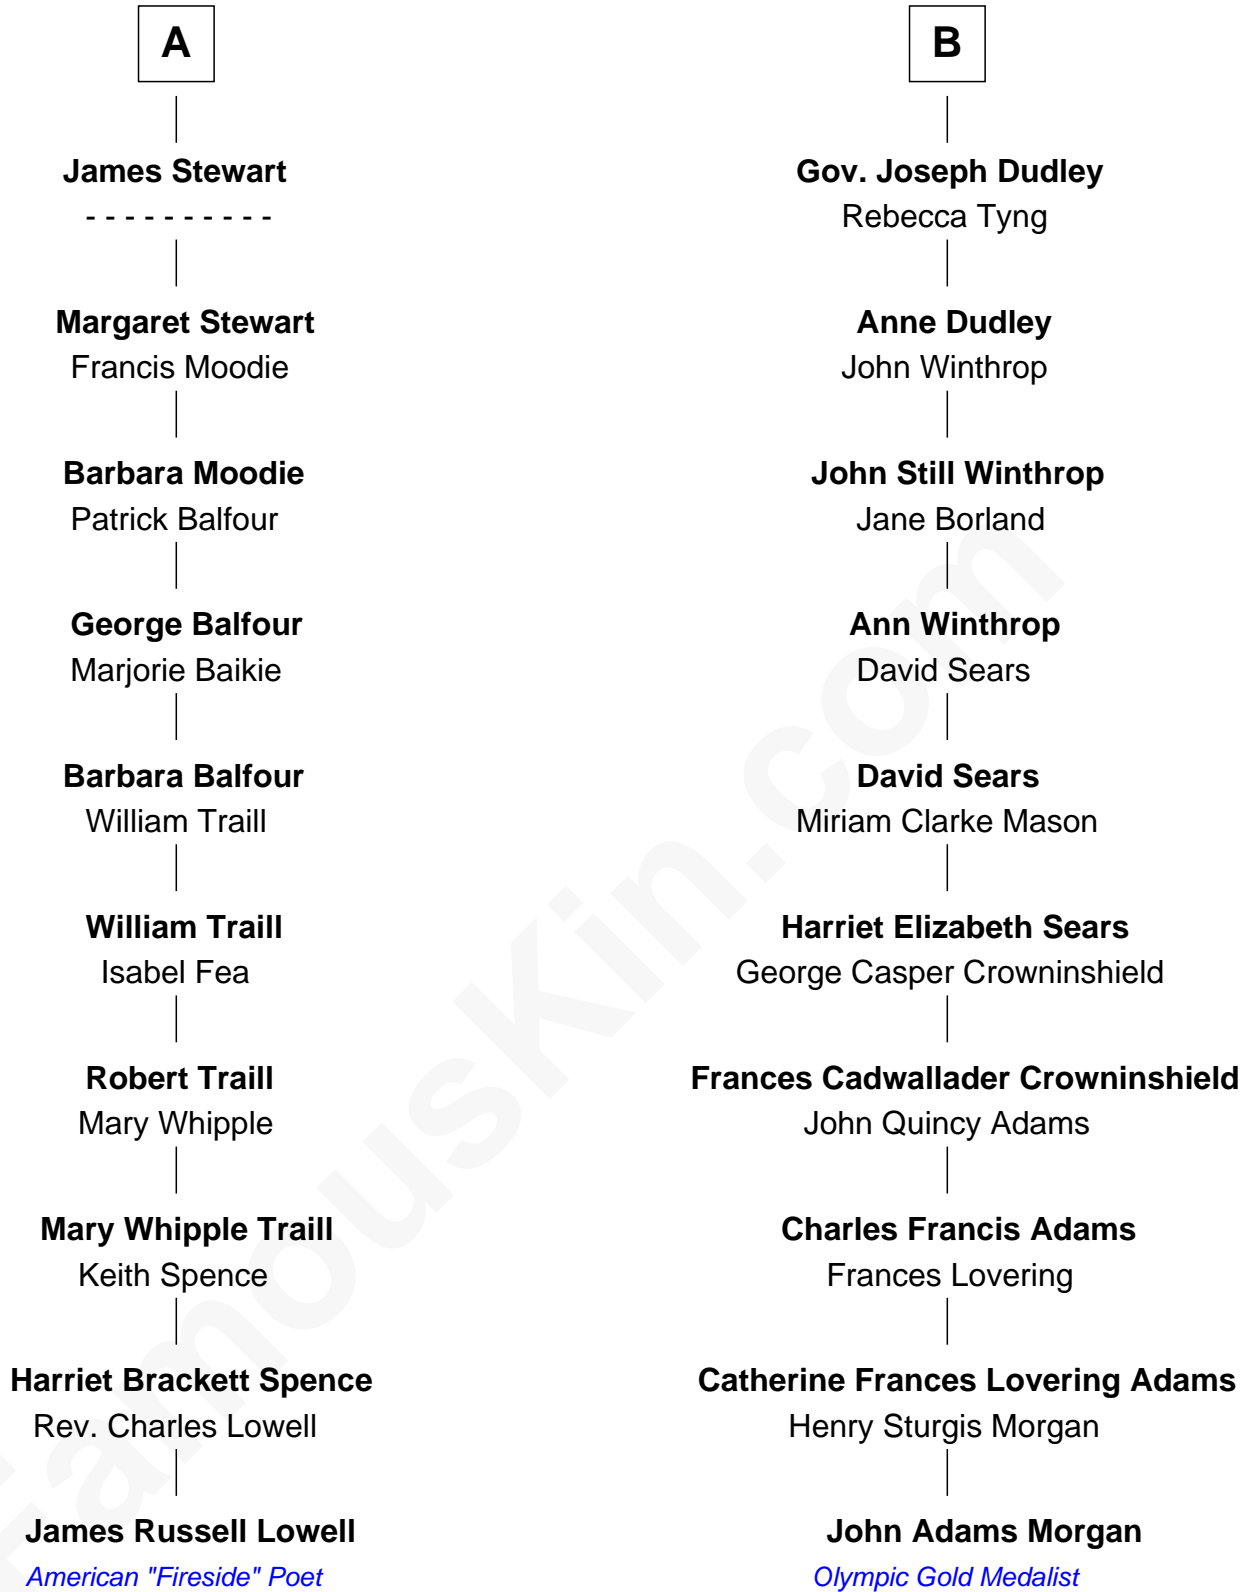 A
James Stewart
- - - - - - - - - -
Margaret Stewart
Francis Moodie
Barbara Moodie
Patrick Balfour
George Balfour
Marjorie Baikie
Barbara Balfour
William Traill
William Traill
Isabel Fea
Robert Traill
Mary Whipple
Mary Whipple Traill
Keith Spence
Harriet Brackett Spence
Rev. Charles Lowell
James Russell Lowell
American "Fireside" Poet
B
Gov. Joseph Dudley
Rebecca Tyng
Anne Dudley
John Winthrop
John Still Winthrop
Jane Borland
Ann Winthrop
David Sears
David Sears
Miriam Clarke Mason
Harriet Elizabeth Sears
George Casper Crowninshield
Frances Cadwallader Crowninshield
John Quincy Adams
Charles Francis Adams
Frances Lovering
Catherine Frances Lovering Adams
Henry Sturgis Morgan
John Adams Morgan
Olympic Gold Medalist
FamousKin.com